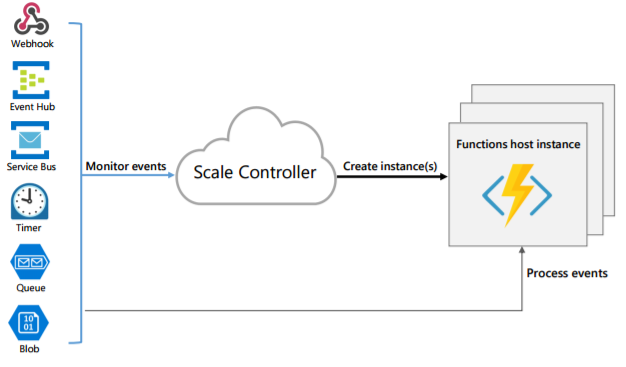 Webhook
Event Hub
Service Bus
Timer
Queue
10
01
Blob
Monitor events
Scale Controller
Create instance(s)
Functions host instance
Process events